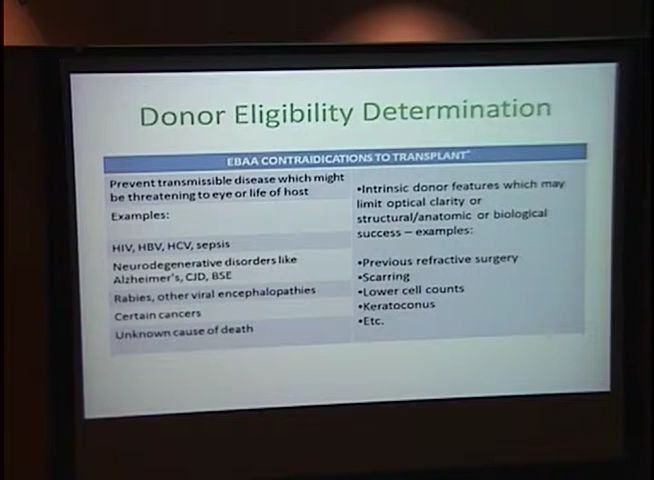 Donor Eligibility Determination
EBAA CONTRAIDICATIONS TO TRANSPLANT*
Prevent transmissible disease which might
be threatening to eye or life of host
Examples:
HIV, HBV, HCV, sepsis
Neurodegenerative disorders like
Alzheimer's, CJD, BSE
Rabies, other viral encephalopathies
Certain cancers
Unknown cause of death
•Intrinsic donor features which may
limit optical clarity or
structural/anatomic or biological
success – examples:
•Previous refractive surgery
•Scarring
•Lower cell counts
•Keratoconus
•Etc.